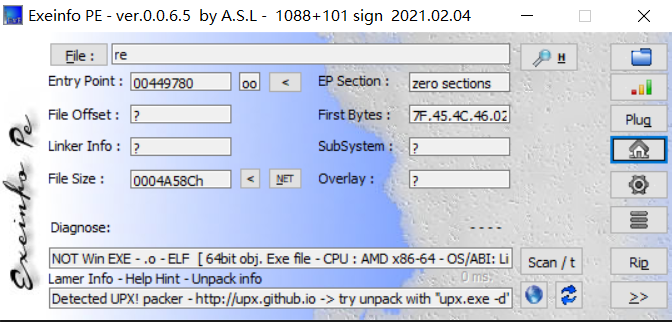 Exeinfo PE - ver.0.0.6.5 by A.S.L - 1088+101 sign 2021.02.04
File : re H
Entry Point : 00449780 oo < EP Section : zero sections
File Offset : ? First Bytes : 7F.45.4C.46.02 Plug
Linker Info : ? SubSystem : ?
File Size : 0004A58Ch < NET Overlay : ?
Diagnose: ----
NOT Win EXE - .o - ELF [ 64bit obj. Exe file - CPU : AMD x86-64 - OS/ABI: Li Scan / t Rip
Lamer Info - Help Hint - Unpack info 0 ms.
Detected UPX! packer - http://upx.github.io -> try unpack with "upx.exe -d" >>
Exeinfo Pe